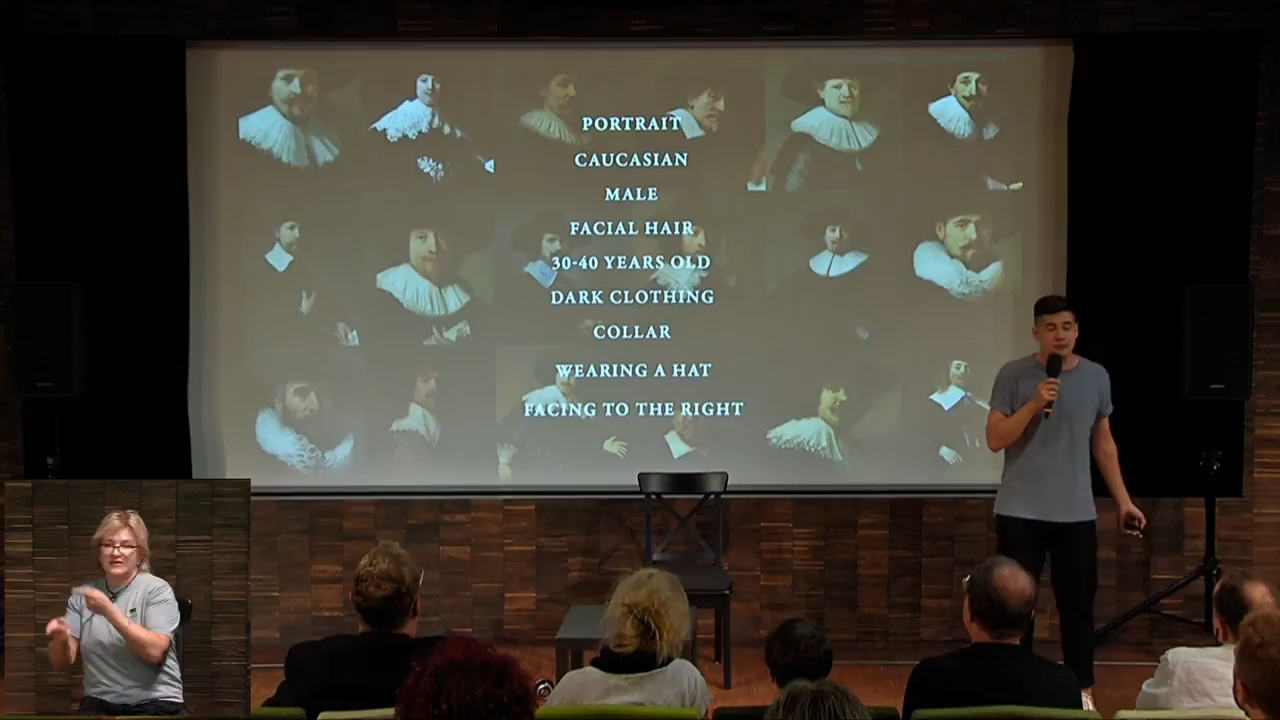 PORTRAIT
CAUCASIAN
MALE
FACIAL HAIR
30-40 YEARS OLD
DARK CLOTHING
COLLAR
WEARING A HAT
FACING TO THE RIGHT